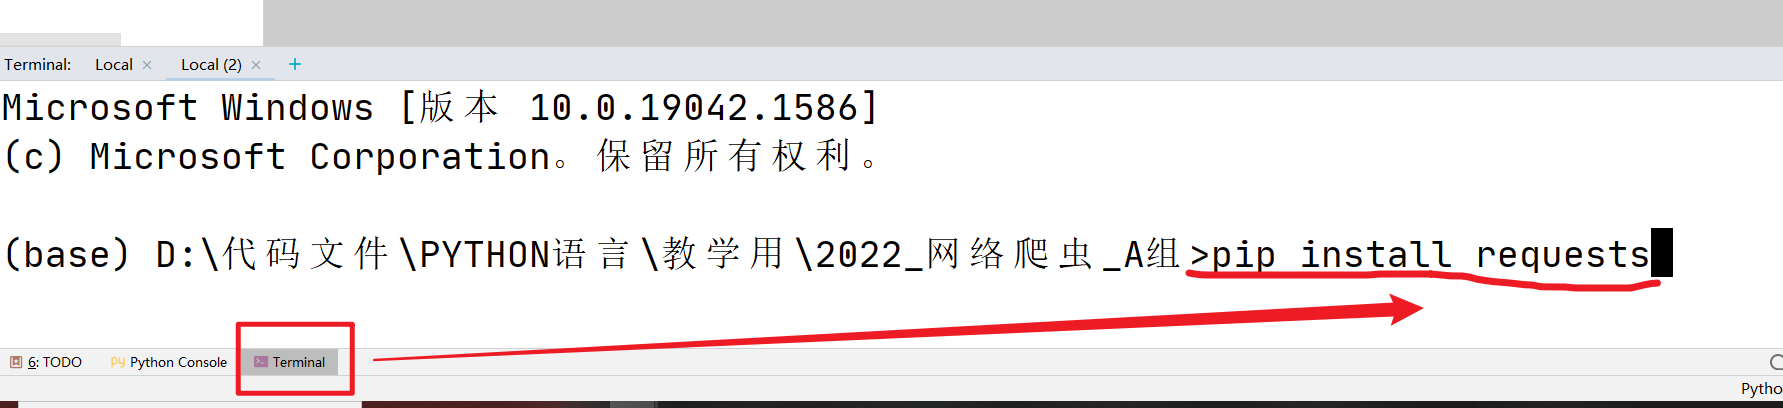 Terminal: Local × Local (2) × +
Microsoft Windows [版本 10.0.19042.1586]
(c) Microsoft Corporation。保留所有权利。
(base) D:\代码文件\PYTHON语言\教学用\2022_网络爬虫_A组>pip install requests
6: TODO Python Console Terminal
Pytho